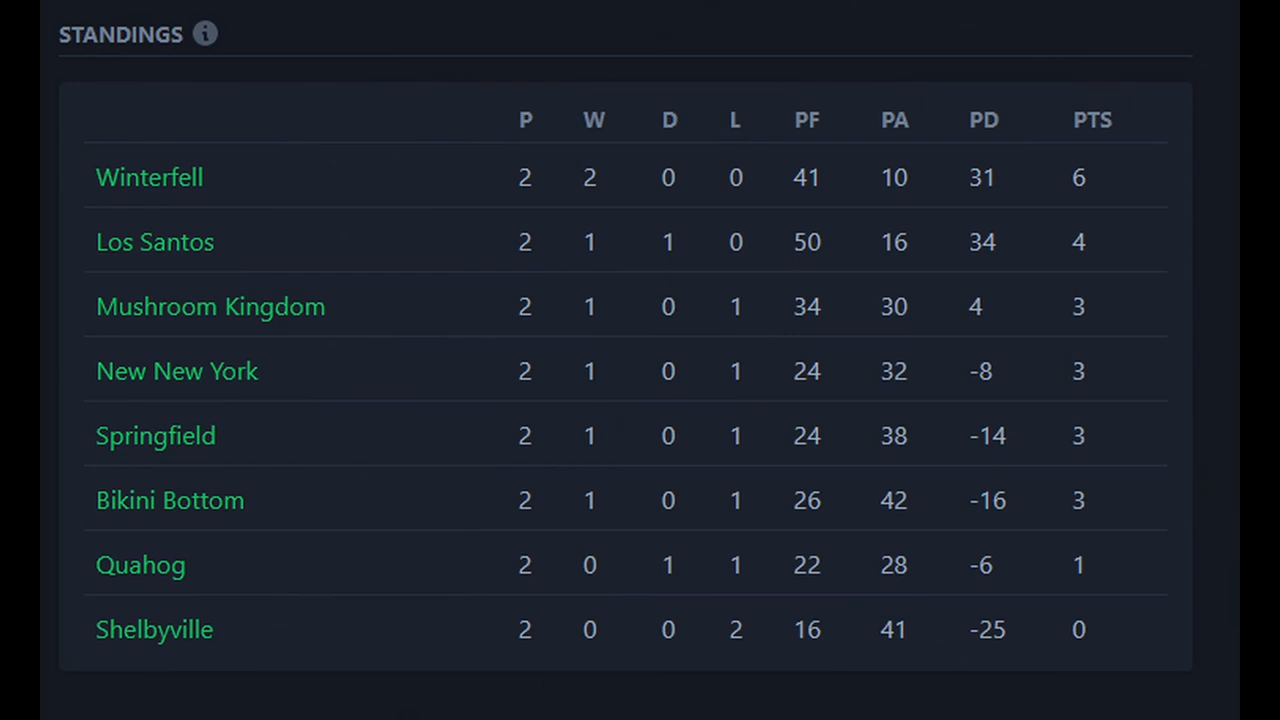 STANDINGS i
P W D L PF PA PD PTS
Winterfell 2 2 0 0 41 10 31 6
Los Santos 2 1 1 0 50 16 34 4
Mushroom Kingdom 2 1 0 1 34 30 4 3
New New York 2 1 0 1 24 32 -8 3
Springfield 2 1 0 1 24 38 -14 3
Bikini Bottom 2 1 0 1 26 42 -16 3
Quahog 2 0 1 1 22 28 -6 1
Shelbyville 2 0 0 2 16 41 -25 0